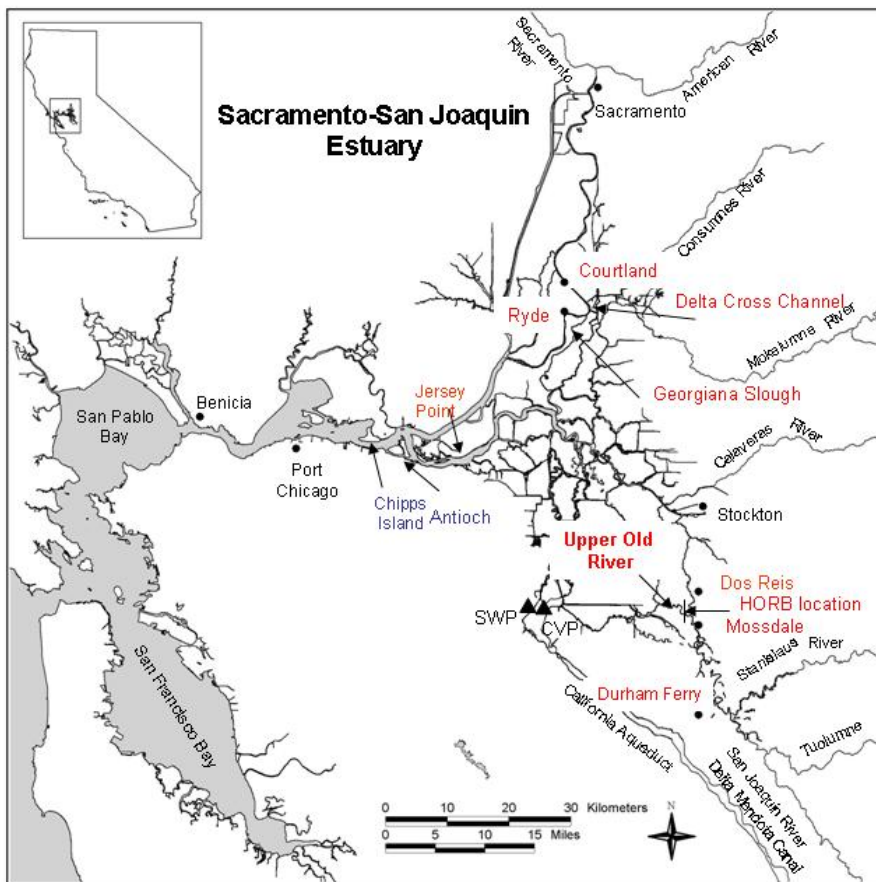 Sacramento
River
American River
Sacramento-San Joaquin
Estuary
Sacramento
Consumnes River
Courtland
Ryde
Delta Cross Channel
Mokelumne River
Georgiana Slough
Jersey
Point
Benicia
San Pablo
Bay
Calaveras River
Port
Chicago
Chipps
Island
Antioch
Stockton
Upper Old
River
Dos Reis
HORB location
SWP
CVP
Mossdale
Stanislaus River
San Francisco Bay
Durham Ferry
California Aqueduct
Tuolumne
San Joaquin River
Delta Mendota Canal
N
0 10 20 30 Kilometers
0 5 10 15 Miles